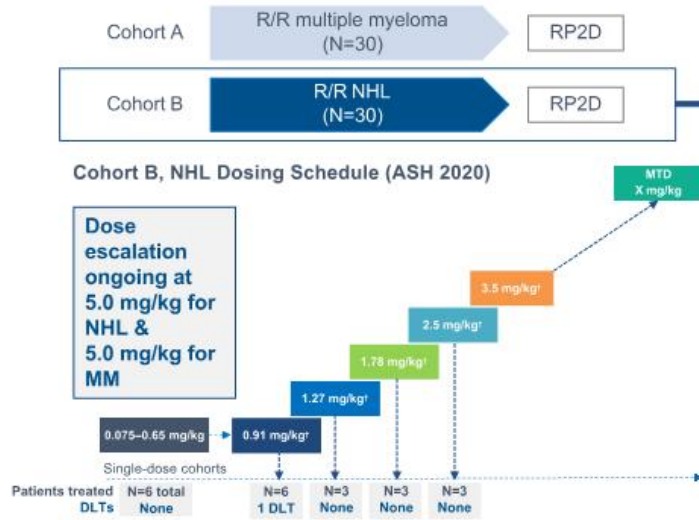 Cohort A
R/R multiple myeloma
(N=30)
RP2D
Cohort B
R/R NHL
(N=30)
RP2D
Cohort B, NHL Dosing Schedule (ASH 2020)
MTD
X mg/kg
Dose
escalation
ongoing at
5.0 mg/kg for
NHL &
5.0 mg/kg for
MM
3.5 mg/kg†
2.5 mg/kg†
1.78 mg/kg†
1.27 mg/kg†
0.075–0.65 mg/kg
0.91 mg/kg†
Single-dose cohorts
Patients treated
DLTs
N=6 total
None
N=6
1 DLT
N=3
None
N=3
None
N=3
None